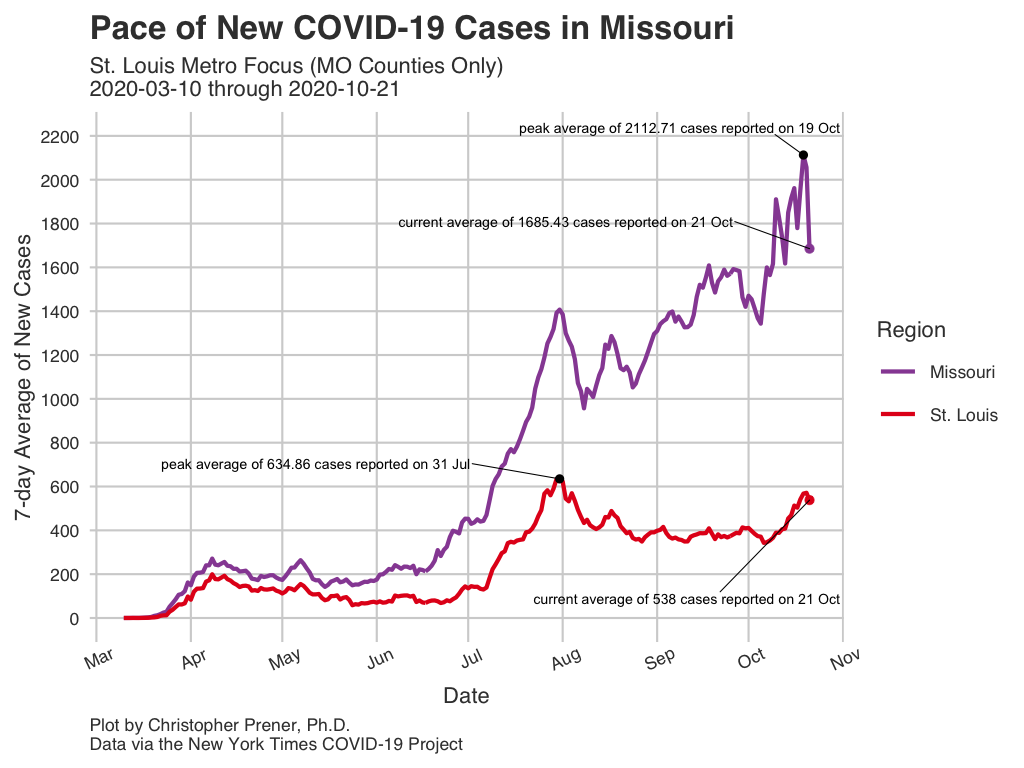 Pace of New COVID-19 Cases in Missouri
St. Louis Metro Focus (MO Counties Only)
2020-03-10 through 2020-10-21
peak average of 2112.71 cases reported on 19 Oct
2200
2000
1800
current average of 1685.43 cases reported on 21 Oct
1600
1400
1200
1000
800
peak average of 634.86 cases reported on 31 Jul
600
400
200
current average of 538 cases reported on 21 Oct
0
7-day Average of New Cases
Mar Apr May Jun Jul Aug Sep Oct Nov
Date
Region
Missouri
St. Louis
Plot by Christopher Prener, Ph.D.
Data via the New York Times COVID-19 Project